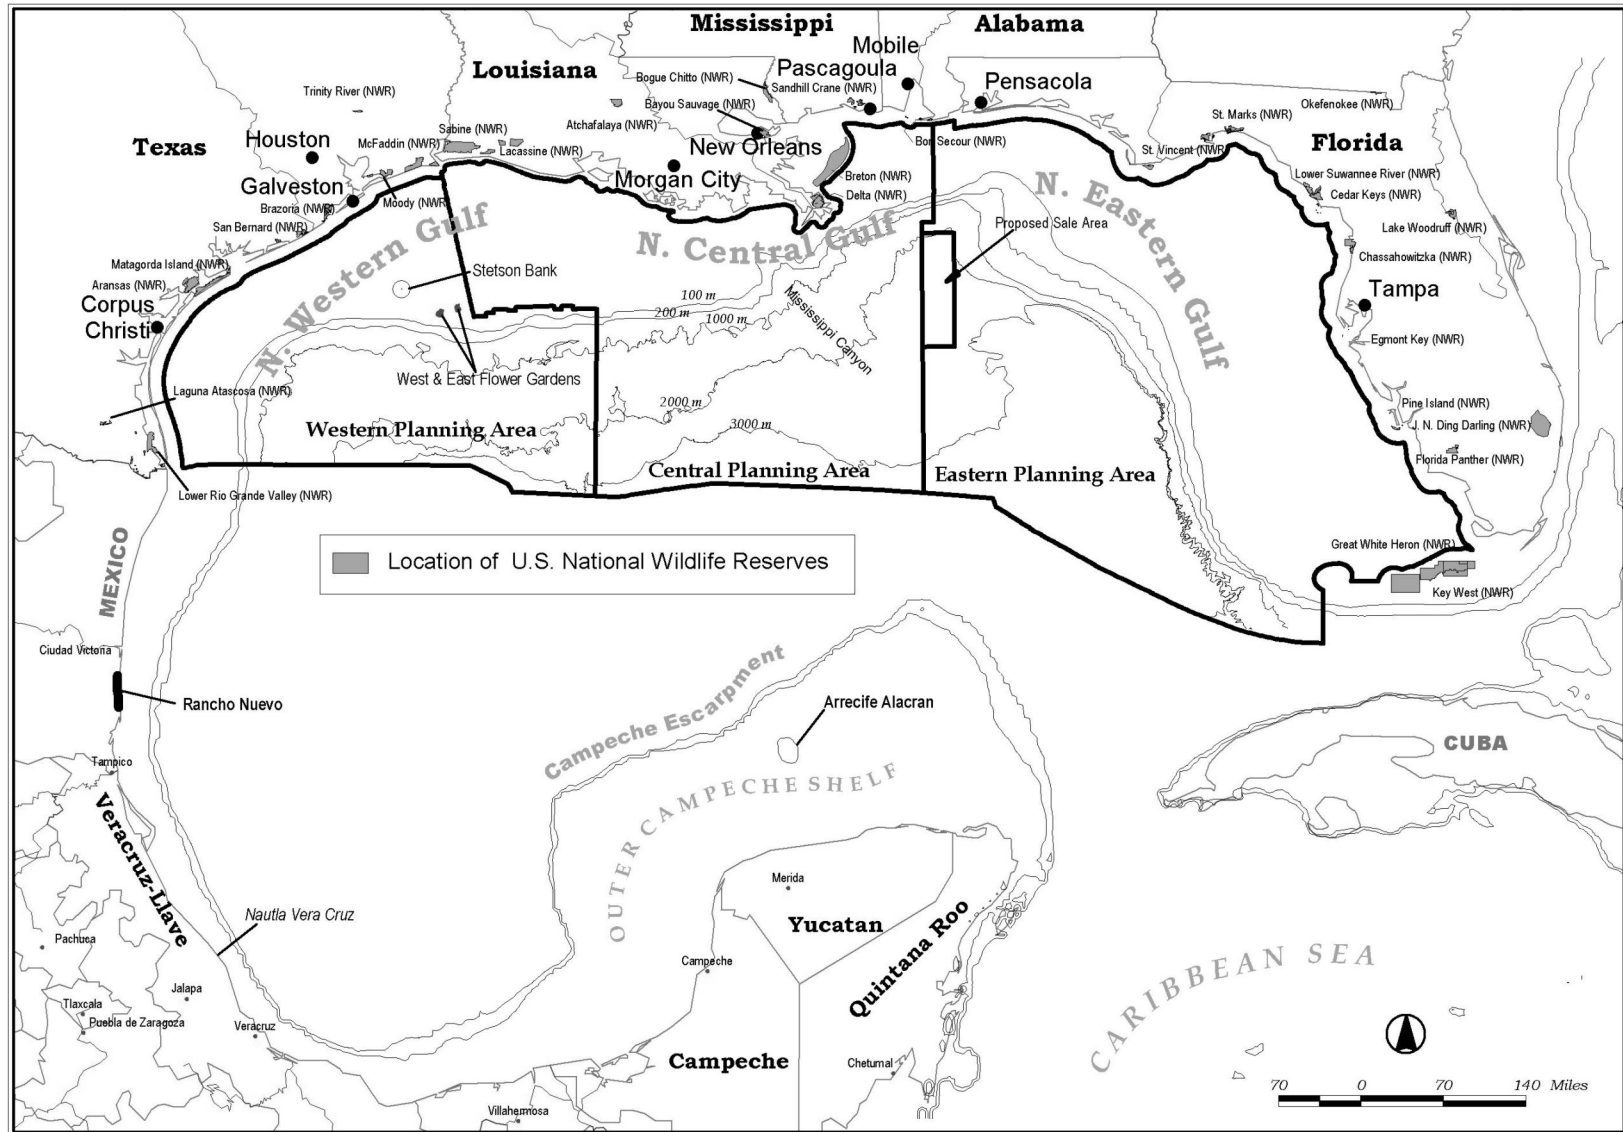 Mississippi
Alabama
Mobile
Louisiana
Pascagoula
Bogue Chitto (NWR)
Sandhill Crane (NWR)
Pensacola
Trinity River (NWR)
Bayou Sauvage (NWR)
Okefenokee (NWR)
St. Marks (NWR)
Texas
Houston
McFaddin (NWR)
Sabine (NWR)
Lacassine (NWR)
Atchafalaya (NWR)
New Orleans
Bon Secour (NWR)
St. Vincent (NWR)
Florida
Galveston
Moody (NWR)
Morgan City
Breton (NWR)
Delta (NWR)
Lower Suwannee River (NWR)
Cedar Keys (NWR)
Brazoria (NWR)
San Bernard (NWR)
N. Western Gulf
N. Central Gulf
N. Eastern Gulf
Proposed Sale Area
Lake Woodruff (NWR)
Chassahowitzka (NWR)
Matagorda Island (NWR)
Aransas (NWR)
Stetson Bank
Corpus
Christi
100 m
200 m
1000 m
Mississippi Canyon
Tampa
Egmont Key (NWR)
West & East Flower Gardens
Laguna Atascosa (NWR)
2000 m
3000 m
Pine Island (NWR)
J. N. Ding Darling (NWR)
Florida Panther (NWR)
Western Planning Area
Central Planning Area
Eastern Planning Area
Lower Rio Grande Valley (NWR)
MEXICO
Location of U.S. National Wildlife Reserves
Great White Heron (NWR)
Key West (NWR)
Ciudad Victoria
Rancho Nuevo
Campeche Escarpment
Arrecife Alacran
CUBA
Tampico
OUTER CAMPECHE SHELF
Veracruz-Llave
Merida
Nautla Vera Cruz
Yucatan
Quintana Roo
Pachuca
Campeche
CARIBBEAN SEA
Jalapa
Tlaxcala
Puebla de Zaragoza
Veracruz
Campeche
Chetumal
Villahermosa
70 0 70 140 Miles